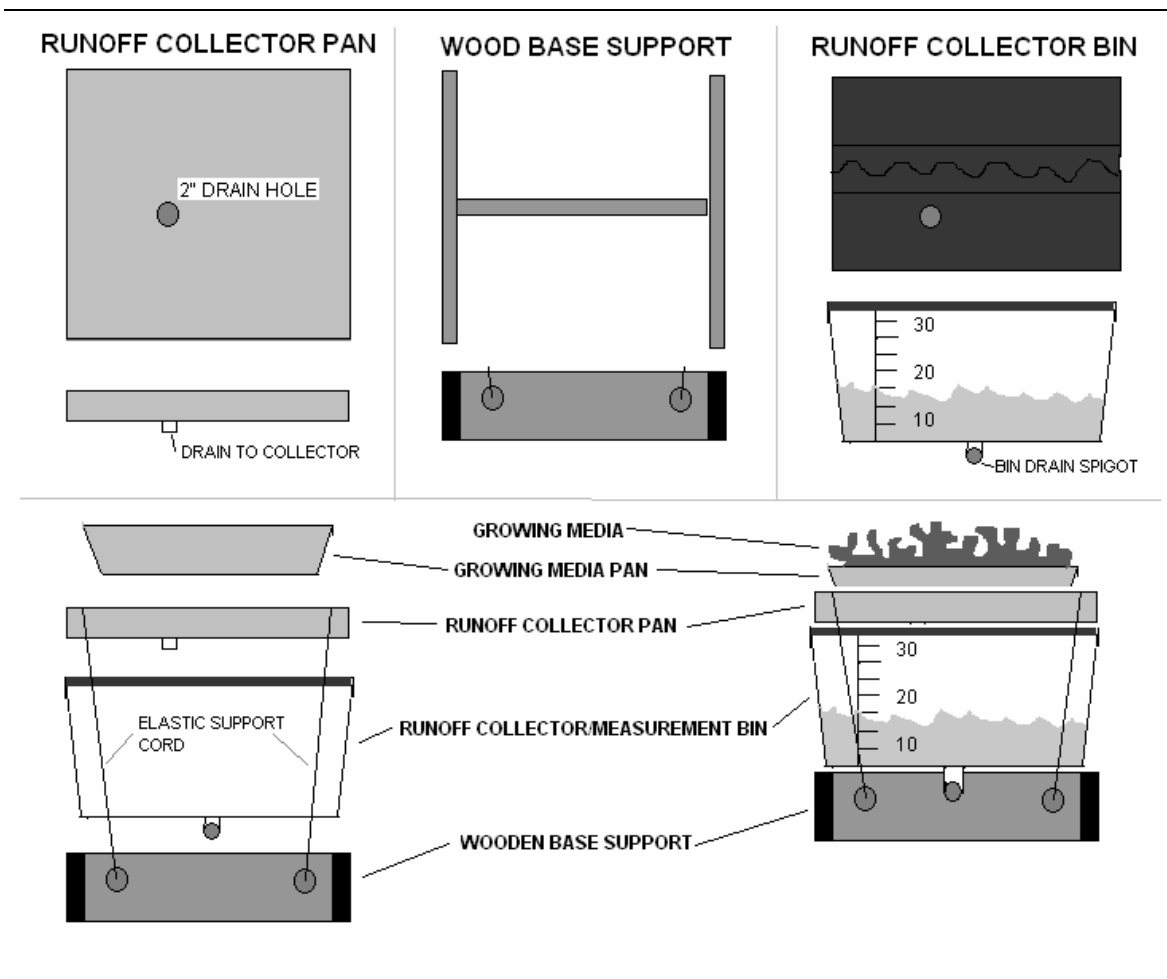 RUNOFF COLLECTOR PAN
WOOD BASE SUPPORT
RUNOFF COLLECTOR BIN
2" DRAIN HOLE
DRAIN TO COLLECTOR
30
20
10
BIN DRAIN SPIGOT
GROWING MEDIA
GROWING MEDIA PAN
RUNOFF COLLECTOR PAN
ELASTIC SUPPORT
CORD
RUNOFF COLLECTOR/MEASUREMENT BIN
30
20
10
WOODEN BASE SUPPORT